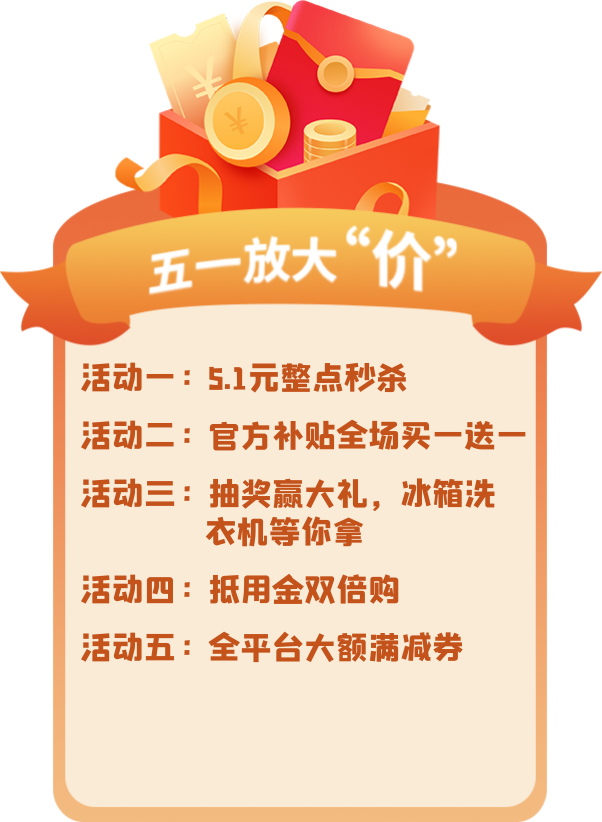 ¥
¥
五一放大“价”
活动一：5.1元整点秒杀
活动二：官方补贴全场买一送一
活动三：抽奖赢大礼，冰箱洗
衣机等你拿
活动四：抵用金双倍购
活动五：全平台大额满减券